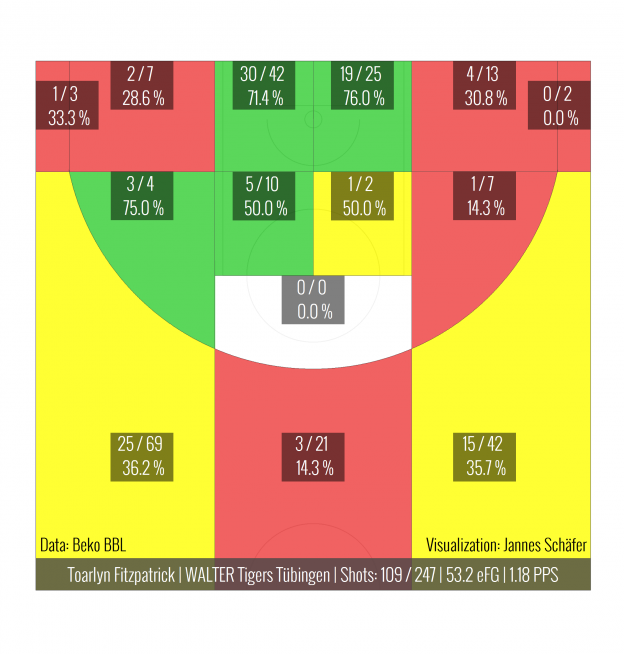 2 / 7
28.6 %
30 / 42
71.4 %
19 / 25
76.0 %
4 / 13
30.8 %
1 / 3
33.3 %
0 / 2
0.0 %
3 / 4
75.0 %
5 / 10
50.0 %
1 / 2
50.0 %
1 / 7
14.3 %
0 / 0
0.0 %
25 / 69
36.2 %
3 / 21
14.3 %
15 / 42
35.7 %
Data: Beko BBL
Visualization: Jannes Schäfer
Toarlyn Fitzpatrick | WALTER Tigers Tübingen | Shots: 109 / 247 | 53.2 eFG | 1.18 PPS